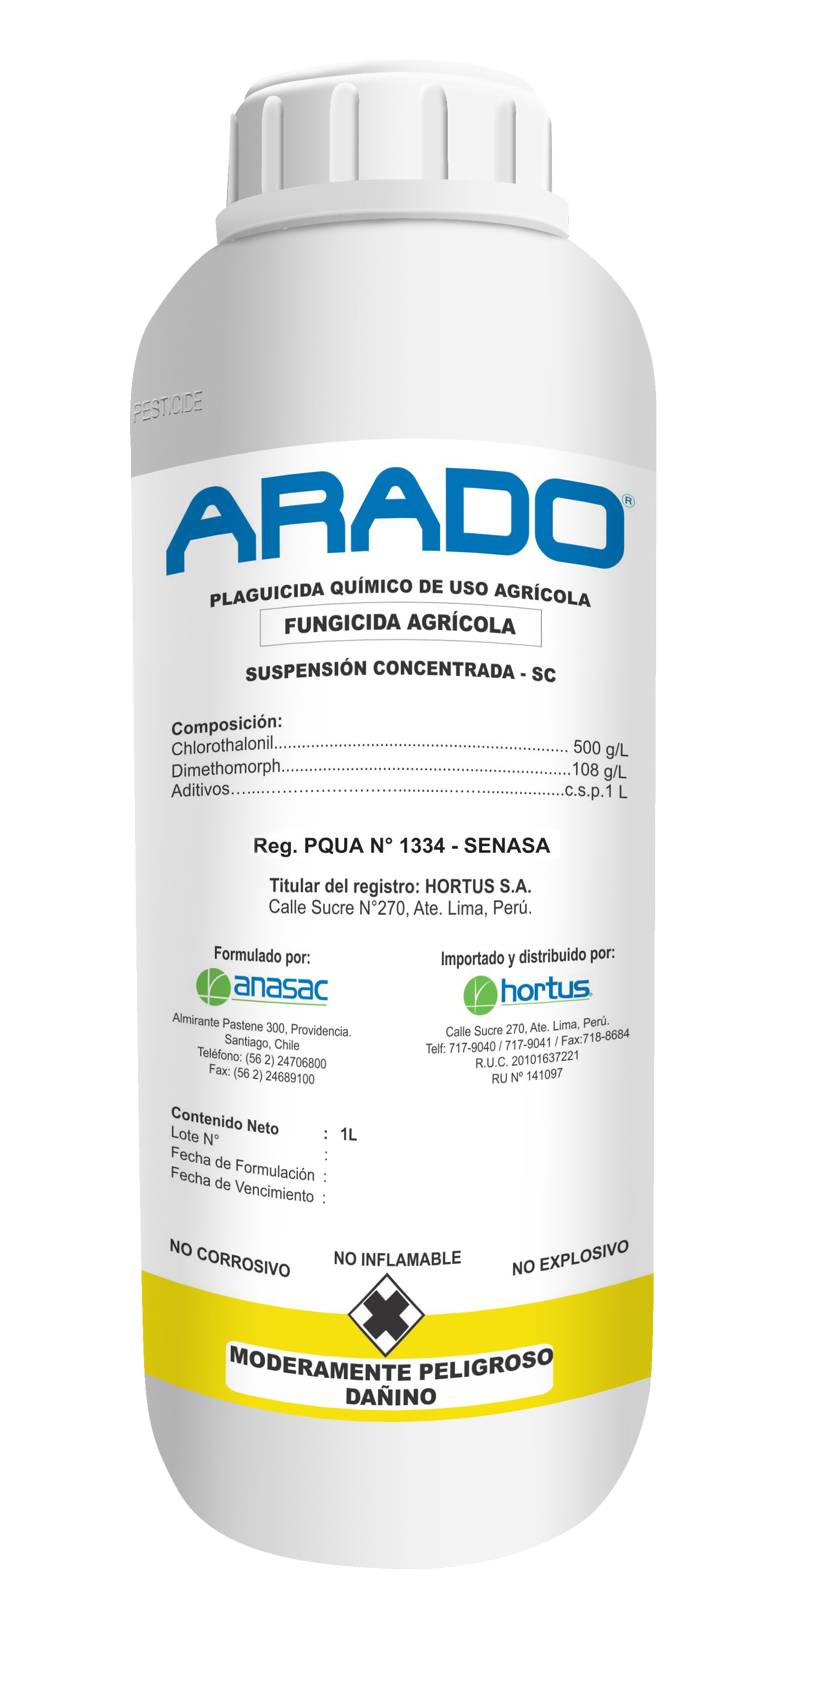 PESTICIDE
ARADO®
PLAGUICIDA QUÍMICO DE USO AGRÍCOLA
FUNGICIDA AGRÍCOLA
SUSPENSIÓN CONCENTRADA - SC
Composición:
Chlorothalonil.................................................................. 500 g/L
Dimethomorph.................................................................108 g/L
Aditivos…....………………………...........……..................c.s.p.1 L
Reg. PQUA N° 1334 - SENASA
Titular del registro: HORTUS S.A.
Calle Sucre N°270, Ate. Lima, Perú.
Formulado por:
anasac
Almirante Pastene 300, Providencia.
Santiago, Chile
Teléfono: (56 2) 24706800
Fax: (56 2) 24689100
Importado y distribuido por:
hortus®
Calle Sucre 270, Ate. Lima, Perú.
Telf: 717-9040 / 717-9041 / Fax:718-8684
R.U.C. 20101637221
RU Nº 141097
Contenido Neto : 1L
Lote N° :
Fecha de Formulación :
Fecha de Vencimiento :
NO CORROSIVO NO INFLAMABLE NO EXPLOSIVO
MODERAMENTE PELIGROSO
DAÑINO